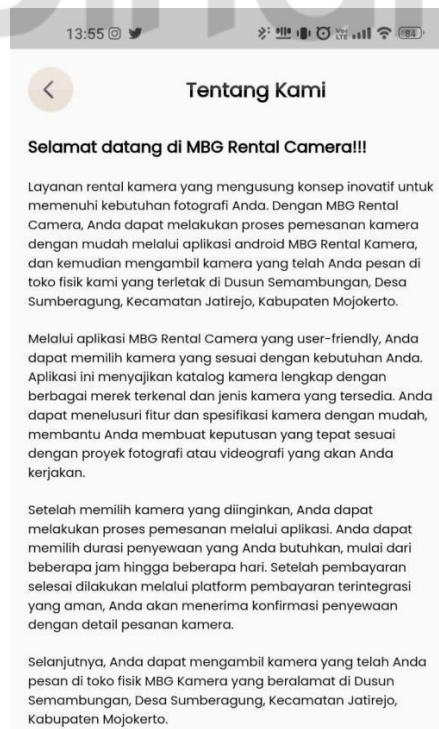 13:55
84
Tentang Kami
Selamat datang di MBG Rental Camera!!!
Layanan rental kamera yang mengusung konsep inovatif untuk
memenuhi kebutuhan fotografi Anda. Dengan MBG Rental
Camera, Anda dapat melakukan proses pemesanan kamera
dengan mudah melalui aplikasi android MBG Rental Kamera,
dan kemudian mengambil kamera yang telah Anda pesan di
toko fisik kami yang terletak di Dusun Semambungan, Desa
Sumberagung, Kecamatan Jatirejo, Kabupaten Mojokerto.
Melalui aplikasi MBG Rental Camera yang user-friendly, Anda
dapat memilih kamera yang sesuai dengan kebutuhan Anda.
Aplikasi ini menyajikan katalog kamera lengkap dengan
berbagai merek terkenal dan jenis kamera yang tersedia. Anda
dapat menelusuri fitur dan spesifikasi kamera dengan mudah,
membantu Anda membuat keputusan yang tepat sesuai
dengan proyek fotografi atau videografi yang akan Anda
kerjakan.
Setelah memilih kamera yang diinginkan, Anda dapat
melakukan proses pemesanan melalui aplikasi. Anda dapat
memilih durasi penyewaan yang Anda butuhkan, mulai dari
beberapa jam hingga beberapa hari. Setelah pembayaran
selesai dilakukan melalui platform pembayaran terintegrasi
yang aman, Anda akan menerima konfirmasi penyewaan
dengan detail pesanan kamera.
Selanjutnya, Anda dapat mengambil kamera yang telah Anda
pesan di toko fisik MBG Kamera yang beralamat di Dusun
Semambungan, Desa Sumberagung, Kecamatan Jatirejo,
Kabupaten Mojokerto.